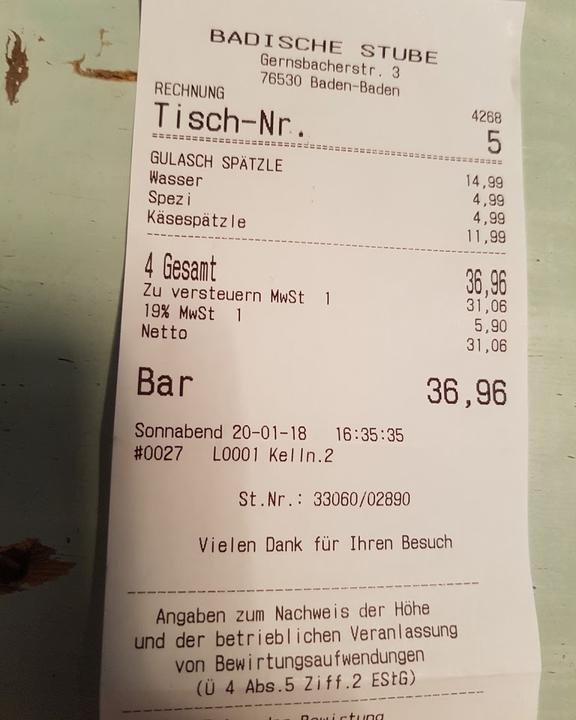 BADISCHE STUBE
Gernsbacherstr. 3
76530 Baden-Baden
RECHNUNG 4268
Tisch-Nr. 5
GULASCH SPÄTZLE 14,99
Wasser 4,99
Spezi 4,99
Käsespätzle 11,99
4 Gesamt 36,96
Zu versteuern MwSt 1 31,06
19% MwSt 1 5,90
Netto 31,06
Bar 36,96
Sonnabend 20-01-18 16:35:35
#0027 L0001 Kelln.2
St.Nr.: 33060/02890
Vielen Dank für Ihren Besuch
Angaben zum Nachweis der Höhe
und der betrieblichen Veranlassung
von Bewirtungsaufwendungen
(Ü 4 Abs.5 Ziff.2 EStG)
der Bewirtung